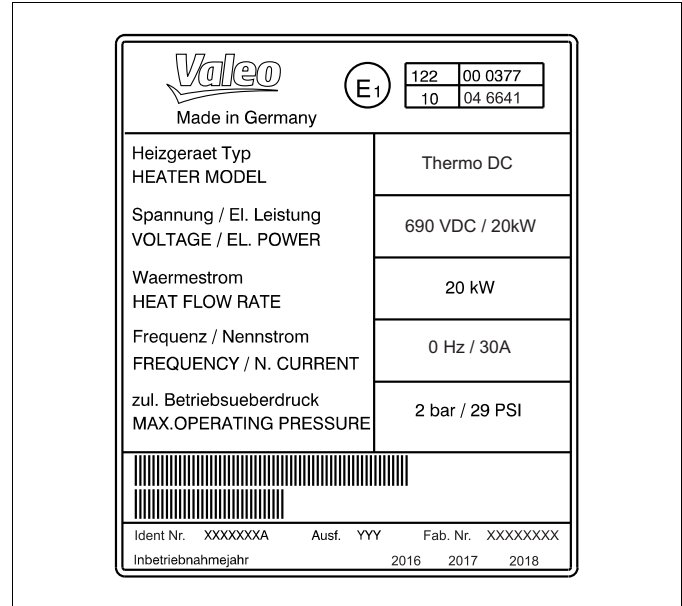 Valeo
Made in Germany
E1
122 00 0377
10 04 6641
Heizgeraet Typ
HEATER MODEL
Thermo DC
Spannung / El. Leistung
VOLTAGE / EL. POWER
690 VDC / 20kW
Waermestrom
HEAT FLOW RATE
20 kW
Frequenz / Nennstrom
FREQUENCY / N. CURRENT
0 Hz / 30A
zul. Betriebsueberdruck
MAX.OPERATING PRESSURE
2 bar / 29 PSI
Ident Nr. XXXXXXXA Ausf. YYY Fab. Nr. XXXXXXXX
Inbetriebnahmejahr 2016 2017 2018